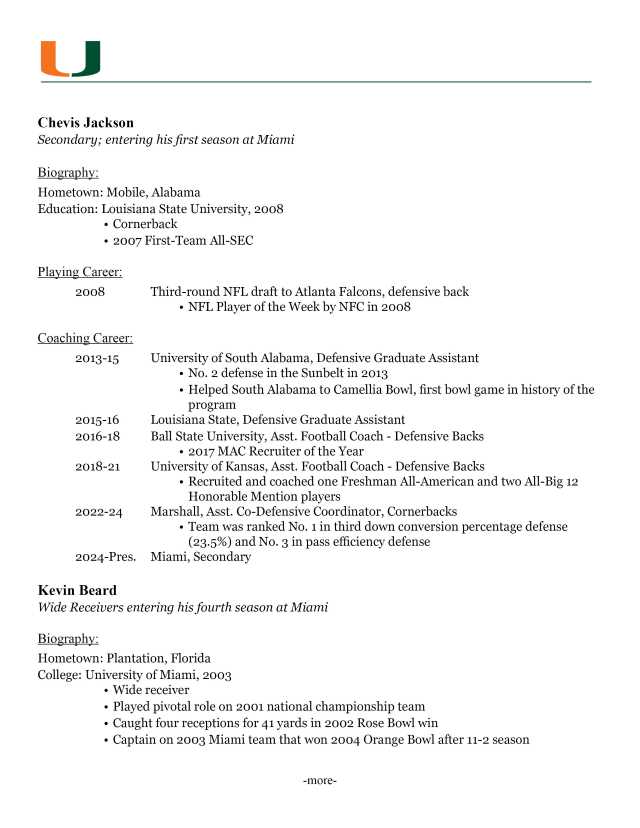 U
Chevis Jackson
Secondary; entering his first season at Miami
Biography:
Hometown: Mobile, Alabama
Education: Louisiana State University, 2008
• Cornerback
• 2007 First-Team All-SEC
Playing Career:
2008 Third-round NFL draft to Atlanta Falcons, defensive back
• NFL Player of the Week by NFC in 2008
Coaching Career:
2013-15 University of South Alabama, Defensive Graduate Assistant
• No. 2 defense in the Sunbelt in 2013
• Helped South Alabama to Camellia Bowl, first bowl game in history of the
program
2015-16 Louisiana State, Defensive Graduate Assistant
2016-18 Ball State University, Asst. Football Coach - Defensive Backs
• 2017 MAC Recruiter of the Year
2018-21 University of Kansas, Asst. Football Coach - Defensive Backs
• Recruited and coached one Freshman All-American and two All-Big 12
Honorable Mention players
2022-24 Marshall, Asst. Co-Defensive Coordinator, Cornerbacks
• Team was ranked No. 1 in third down conversion percentage defense
(23.5%) and No. 3 in pass efficiency defense
2024-Pres. Miami, Secondary
Kevin Beard
Wide Receivers entering his fourth season at Miami
Biography:
Hometown: Plantation, Florida
College: University of Miami, 2003
• Wide receiver
• Played pivotal role on 2001 national championship team
• Caught four receptions for 41 yards in 2002 Rose Bowl win
• Captain on 2003 Miami team that won 2004 Orange Bowl after 11-2 season
-more-